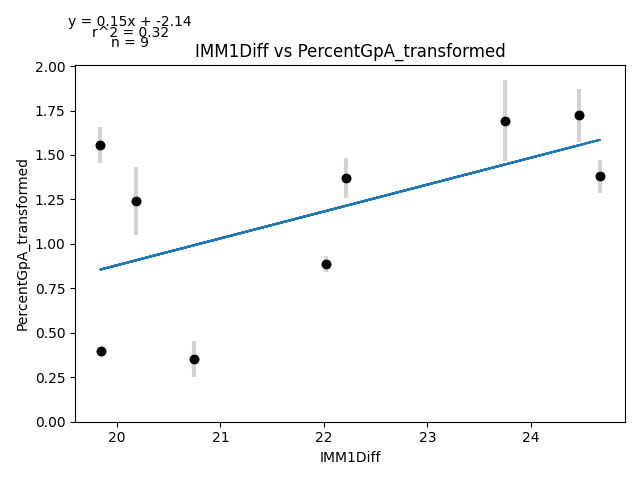 y = 0.15x + -2.14
r^2 = 0.32
n = 9
IMM1Diff vs PercentGpA_transformed
2.00
1.75
1.50
1.25
1.00
0.75
0.50
0.25
0.00
PercentGpA_transformed
20 21 22 23 24
IMM1Diff